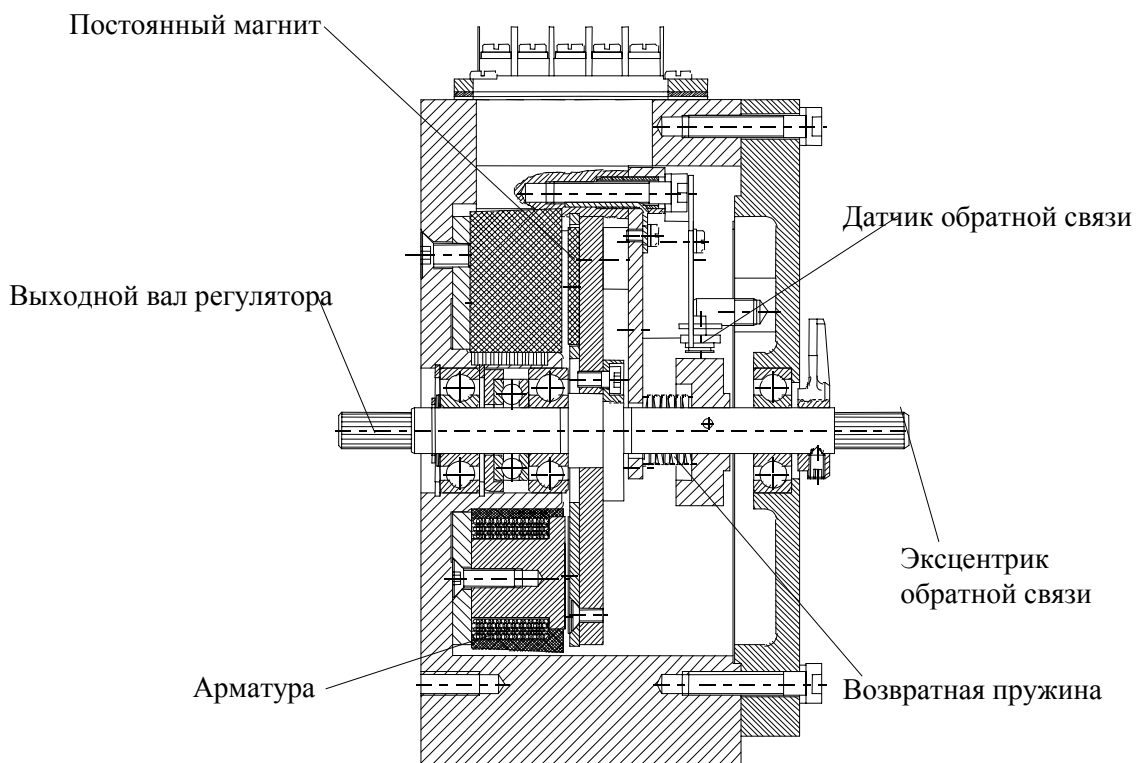 Постоянный магнит
Датчик обратной связи
Выходной вал регулятора
Эксцентрик
обратной связи
Арматура
Возвратная пружина